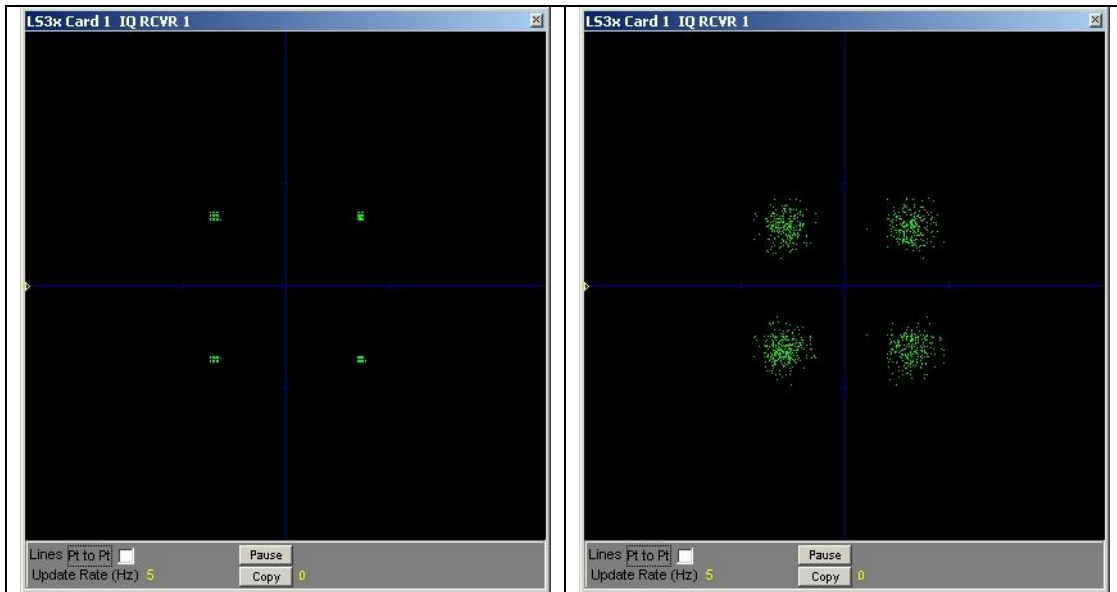 LS3x Card 1 IQ RCVR 1
Lines Pt to Pt Pause
Update Rate (Hz) 5 Copy 0
LS3x Card 1 IQ RCVR 1
Lines Pt to Pt Pause
Update Rate (Hz) 5 Copy 0